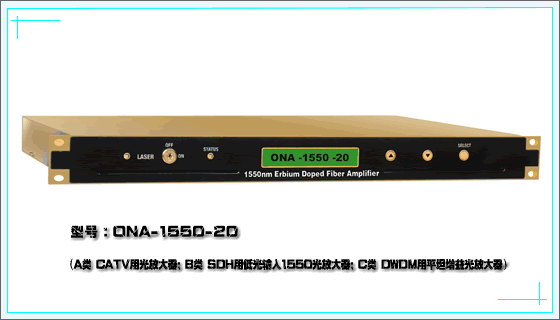 OFF
LASER
ON
STATUS
ONA -1550 -20
SELECT
1550nm Erbium Doped Fiber Amplifier
型号：ONA-1550-20
（A类 CATV用光放大器; B类 SDH用低光输入1550光放大器; C类 DWDM用平坦增益光放大器）